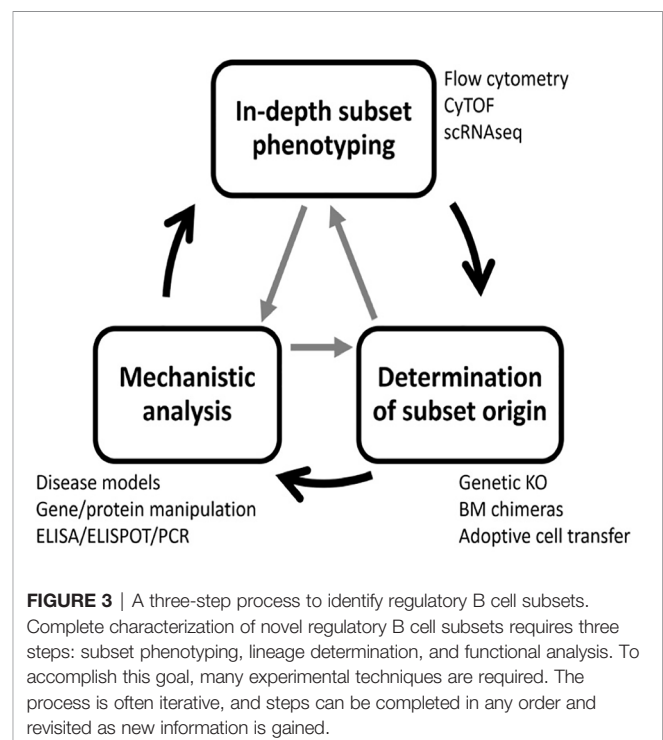 In-depth subset
phenotyping
Flow cytometry
CyTOF
scRNAseq
Mechanistic
analysis
Determination
of subset origin
Disease models
Gene/protein manipulation
ELISA/ELISPOT/PCR
Genetic KO
BM chimeras
Adoptive cell transfer
FIGURE 3 | A three-step process to identify regulatory B cell subsets.
Complete characterization of novel regulatory B cell subsets requires three
steps: subset phenotyping, lineage determination, and functional analysis. To
accomplish this goal, many experimental techniques are required. The
process is often iterative, and steps can be completed in any order and
revisited as new information is gained.